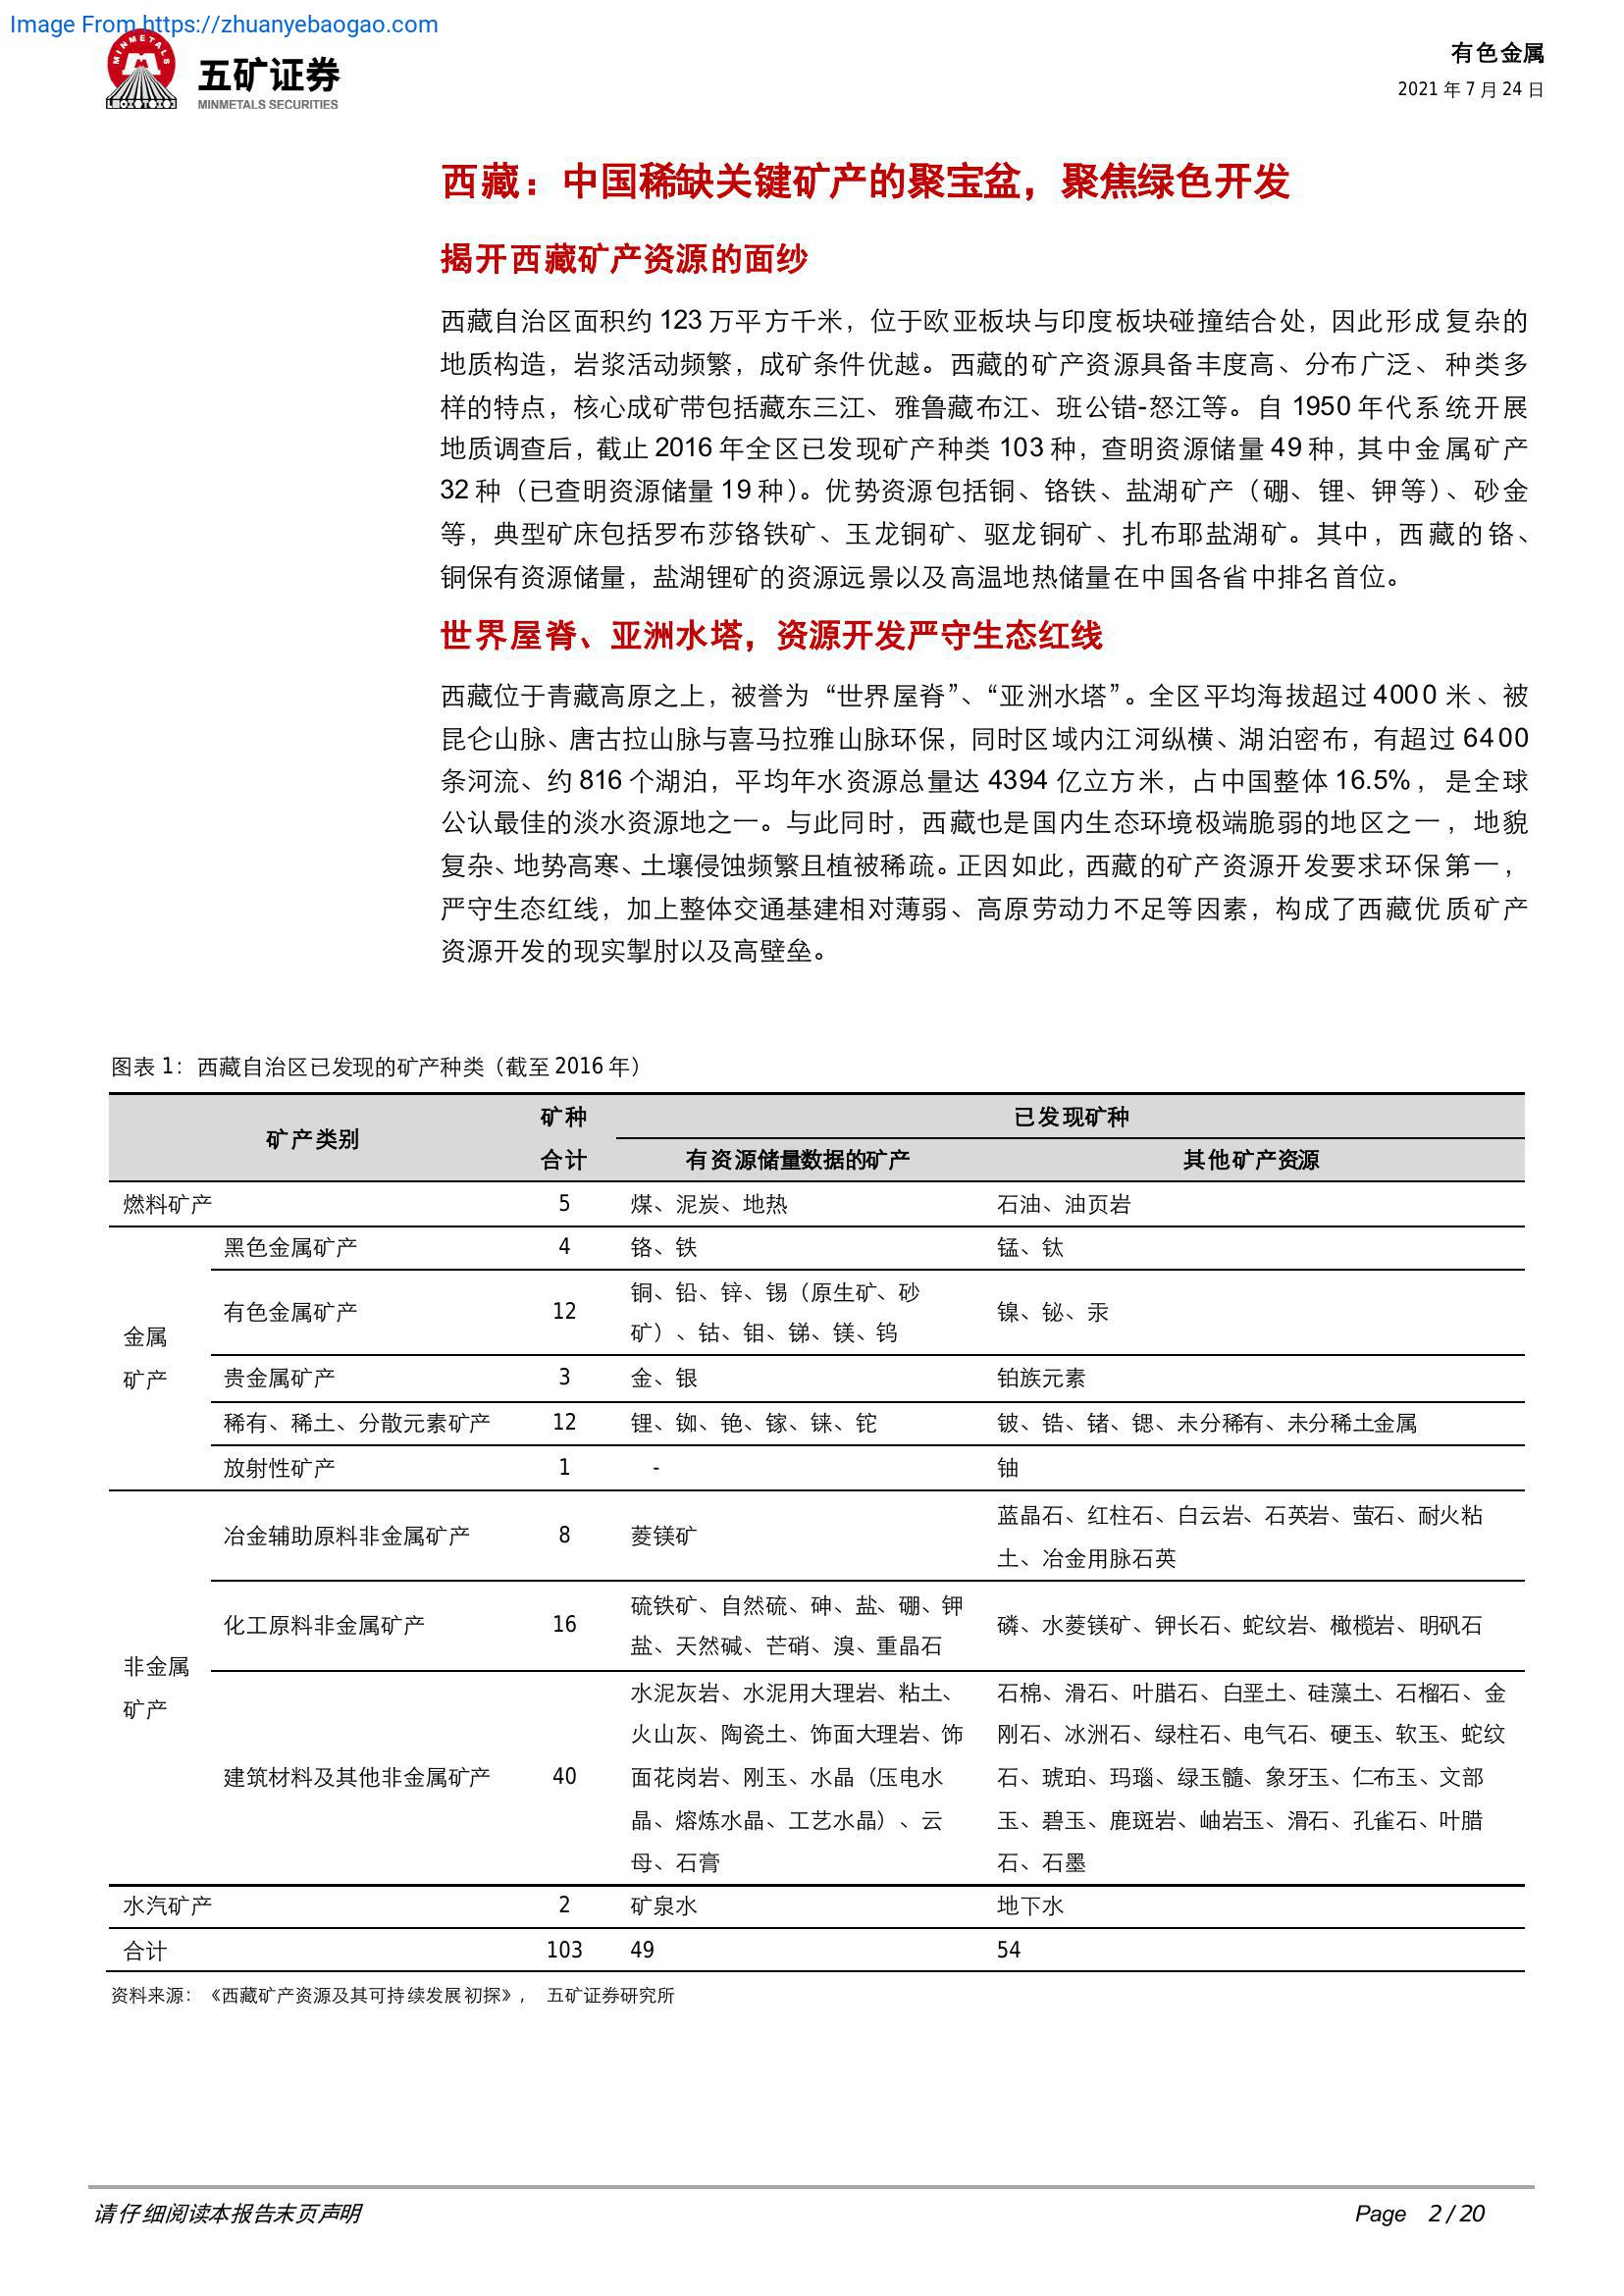 Image From https://zhuanyebaogao.com
MINMETALS
五矿证券
MINMETALS SECURITIES
有色金属
2021 年 7 月 24 日
西藏：中国稀缺关键矿产的聚宝盆，聚焦绿色开发
揭开西藏矿产资源的面纱
西藏自治区面积约 123 万平方千米，位于欧亚板块与印度板块碰撞结合处，因此形成复杂的
地质构造，岩浆活动频繁，成矿条件优越。西藏的矿产资源具备丰度高、分布广泛、种类多
样的特点，核心成矿带包括藏东三江、雅鲁藏布江、班公错-怒江等。自 1950 年代系统开展
地质调查后，截止 2016 年全区已发现矿产种类 103 种，查明资源储量 49 种，其中金属矿产
32 种（已查明资源储量 19 种）。优势资源包括铜、铬铁、盐湖矿产（硼、锂、钾等）、砂金
等，典型矿床包括罗布莎铬铁矿、玉龙铜矿、驱龙铜矿、扎布耶盐湖矿。其中，西藏的铬、
铜保有资源储量，盐湖锂矿的资源远景以及高温地热储量在中国各省中排名首位。
世界屋脊、亚洲水塔，资源开发严守生态红线
西藏位于青藏高原之上，被誉为“世界屋脊”、“亚洲水塔”。全区平均海拔超过 4000 米、被
昆仑山脉、唐古拉山脉与喜马拉雅山脉环保，同时区域内江河纵横、湖泊密布，有超过 6400
条河流、约 816 个湖泊，平均年水资源总量达 4394 亿立方米，占中国整体 16.5%，是全球
公认最佳的淡水资源地之一。与此同时，西藏也是国内生态环境极端脆弱的地区之一，地貌
复杂、地势高寒、土壤侵蚀频繁且植被稀疏。正因如此，西藏的矿产资源开发要求环保第一，
严守生态红线，加上整体交通基建相对薄弱、高原劳动力不足等因素，构成了西藏优质矿产
资源开发的现实掣肘以及高壁垒。
图表 1：西藏自治区已发现的矿产种类（截至 2016 年）
矿产类别 矿种合计 已发现矿种
有资源储量数据的矿产 其他矿产资源
燃料矿产 5 煤、泥炭、地热 石油、油页岩
金属
矿产
黑色金属矿产 4 铬、铁 锰、钛
有色金属矿产 12 铜、铅、锌、锡（原生矿、砂
矿）、钴、钼、锑、镁、钨 镍、铋、汞
贵金属矿产 3 金、银 铂族元素
稀有、稀土、分散元素矿产 12 锂、铷、铯、镓、铼、铊 铍、锆、锗、锶、未分稀有、未分稀土金属
放射性矿产 1 - 铀
非金属
矿产
冶金辅助原料非金属矿产 8 菱镁矿 蓝晶石、红柱石、白云岩、石英岩、萤石、耐火粘
土、冶金用脉石英
化工原料非金属矿产 16 硫铁矿、自然硫、砷、盐、硼、钾
盐、天然碱、芒硝、溴、重晶石 磷、水菱镁矿、钾长石、蛇纹岩、橄榄岩、明矾石
建筑材料及其他非金属矿产 40
水泥灰岩、水泥用大理岩、粘土、
火山灰、陶瓷土、饰面大理岩、饰
面花岗岩、刚玉、水晶（压电水
晶、熔炼水晶、工艺水晶）、云
母、石膏
石棉、滑石、叶腊石、白垩土、硅藻土、石榴石、金
刚石、冰洲石、绿柱石、电气石、硬玉、软玉、蛇纹
石、琥珀、玛瑙、绿玉髓、象牙玉、仁布玉、文部
玉、碧玉、鹿斑岩、岫岩玉、滑石、孔雀石、叶腊
石、石墨
水汽矿产 2 矿泉水 地下水
合计 103 49 54
资料来源：《西藏矿产资源及其可持续发展初探》， 五矿证券研究所
请仔细阅读本报告末页声明
Page 2 / 20